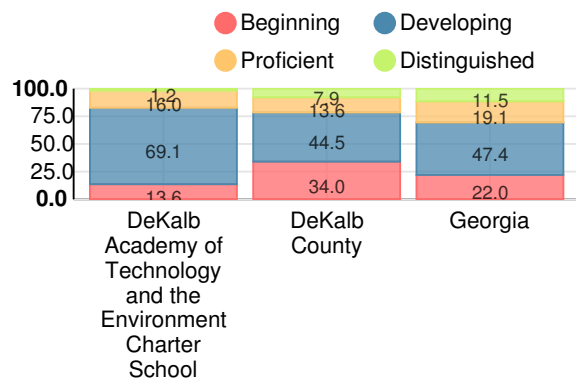 Beginning Developing
Proficient Distinguished
100.0
75.0
50.0
25.0
0.0
1.2 7.9 11.5
16.0 13.6 19.1
69.1 44.5 47.4
13.6 34.0 22.0
DeKalb
Academy of
Technology
and the
Environment
Charter
School
DeKalb
County
Georgia